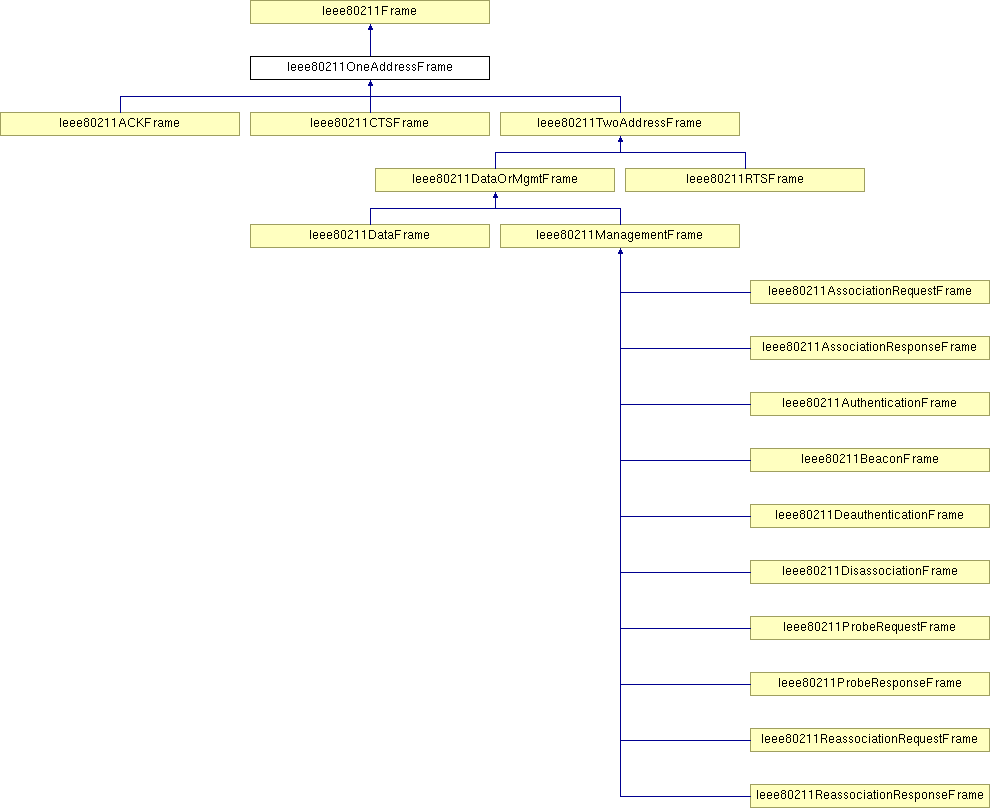 Ieee80211Frame
Ieee80211OneAddressFrame
Ieee80211ACKFrame
Ieee80211CTSFrame
Ieee80211TwoAddressFrame
Ieee80211DataOrMgmtFrame
Ieee80211RTSFrame
Ieee80211DataFrame
Ieee80211ManagementFrame
Ieee80211AssociationRequestFrame
Ieee80211AssociationResponseFrame
Ieee80211AuthenticationFrame
Ieee80211BeaconFrame
Ieee80211DeauthenticationFrame
Ieee80211DisassociationFrame
Ieee80211ProbeRequestFrame
Ieee80211ProbeResponseFrame
Ieee80211ReassociationRequestFrame
Ieee80211ReassociationResponseFrame